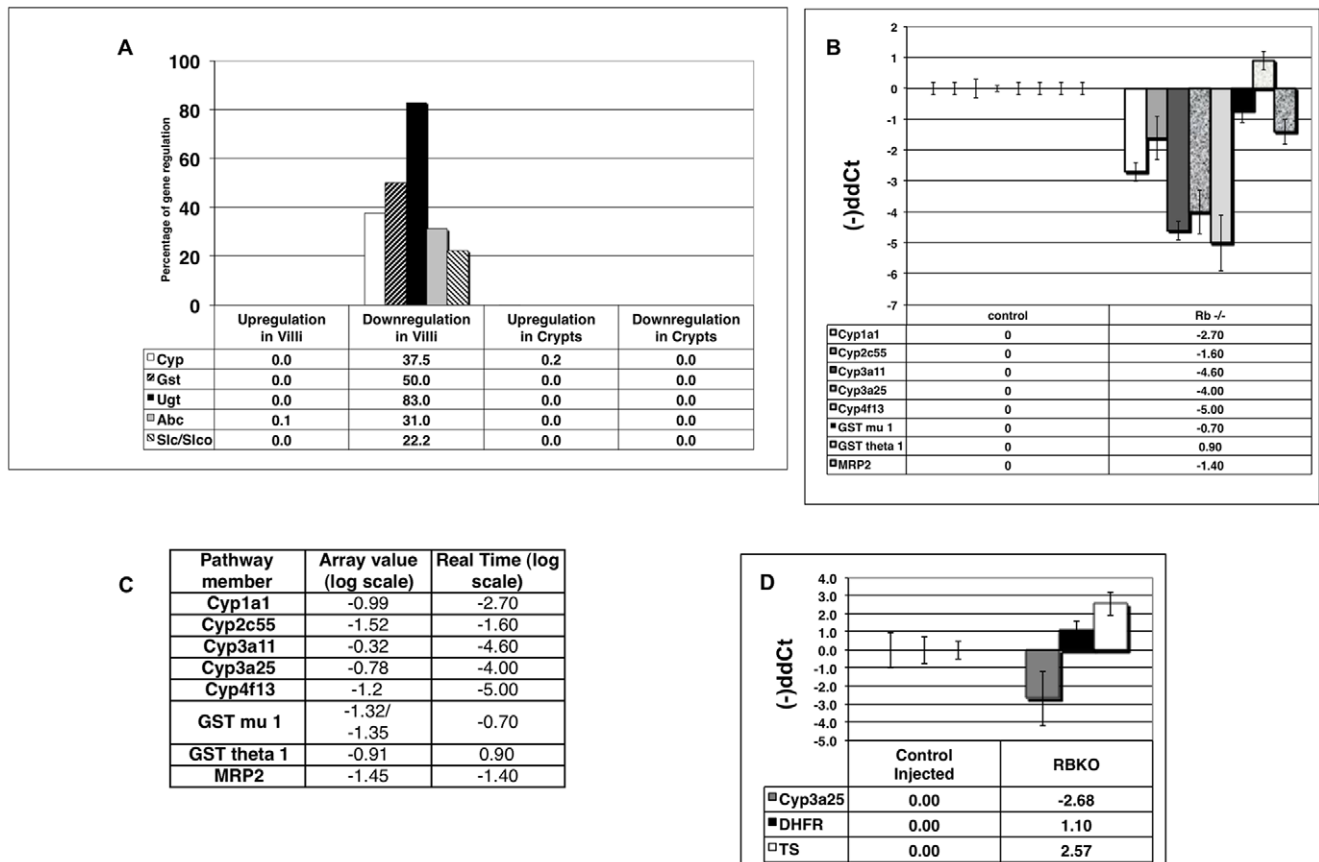 A
100
80
60
40
20
0
Percentage of gene regulation
Upregulation in Villi Downregulation in Villi Upregulation in Crypts Downregulation in Crypts
Cyp 0.0 37.5 0.2 0.0
Gst 0.0 50.0 0.0 0.0
Ugt 0.0 83.0 0.0 0.0
Abc 0.1 31.0 0.0 0.0
Slc/Slco 0.0 22.2 0.0 0.0
B
2
1
0
-1
-2
-3
-4
-5
-6
-7
(-)ddCt
control Rb -/-
Cyp1a1 0 -2.70
Cyp2c55 0 -1.60
Cyp3a11 0 -4.60
Cyp3a25 0 -4.00
Cyp4f13 0 -5.00
GST mu 1 0 -0.70
GST theta 1 0 0.90
MRP2 0 -1.40
C
Pathway member Array value (log scale) Real Time (log scale)
Cyp1a1 -0.99 -2.70
Cyp2c55 -1.52 -1.60
Cyp3a11 -0.32 -4.60
Cyp3a25 -0.78 -4.00
Cyp4f13 -1.2 -5.00
GST mu 1 -1.32/ -1.35 -0.70
GST theta 1 -0.91 0.90
MRP2 -1.45 -1.40
D
4.0
3.0
2.0
1.0
0.0
-1.0
-2.0
-3.0
-4.0
-5.0
(-)ddCt
Control Injected RBKO
Cyp3a25 0.00 -2.68
DHFR 0.00 1.10
TS 0.00 2.57